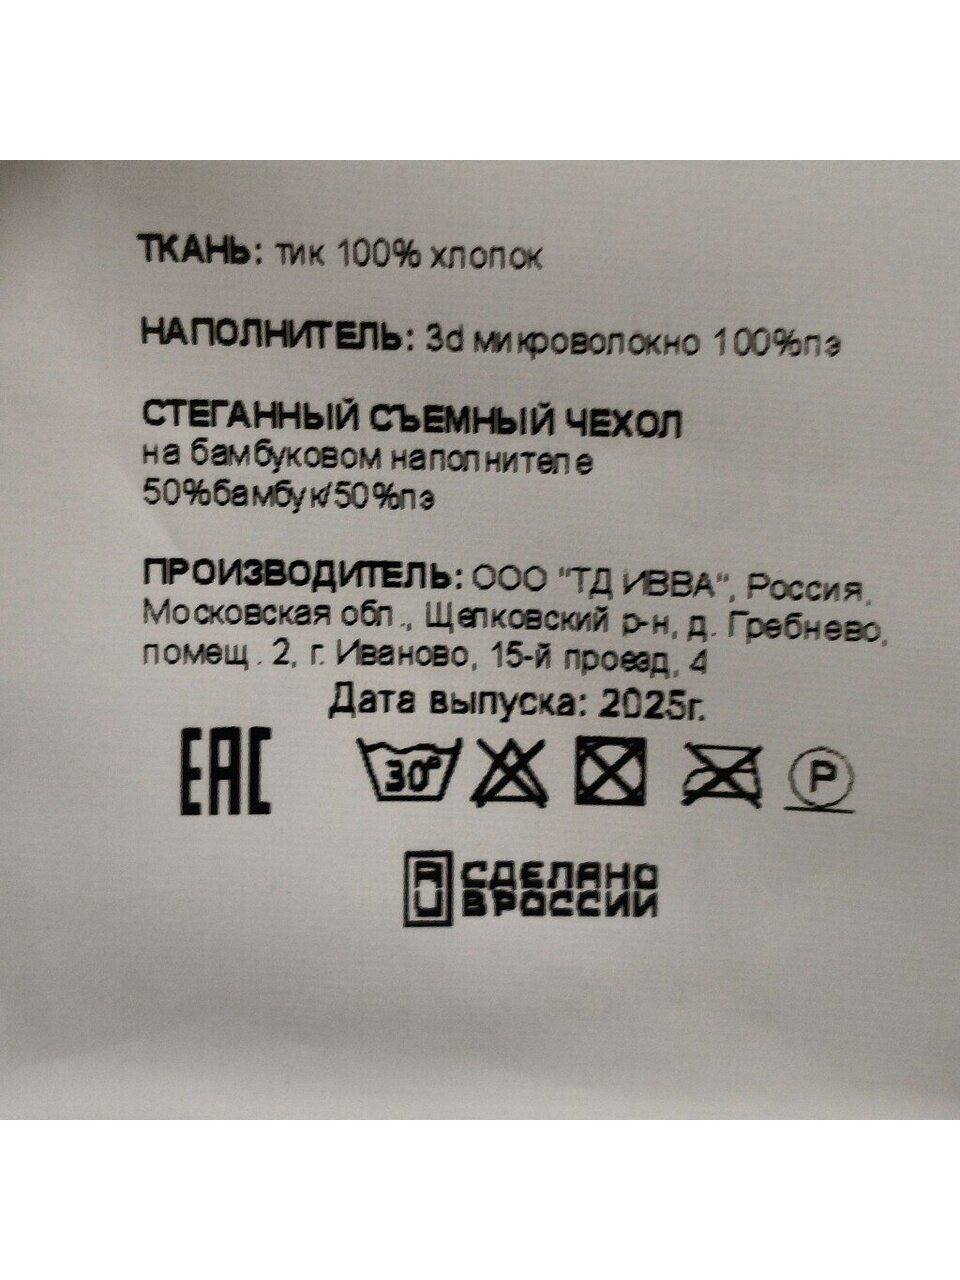 ТКАНЬ: тик 100% хлопок
НАПОЛНИТЕЛЬ: 3d микроволокно 100%пэ
СТЕГАННЫЙ СЪЕМНЫЙ ЧЕХОЛ
на бамбуковом наполнителе
50%бамбук/50%пэ
ПРОИЗВОДИТЕЛЬ: ООО "ТД ИВВА", Россия,
Московская обл., Щелковский р-н, д. Гребнево,
помещ. 2, г. Иваново, 15-й проезд, 4
Дата выпуска: 2025г.
ЕАС 30° P
СДЕЛАНО
В РОССИИ